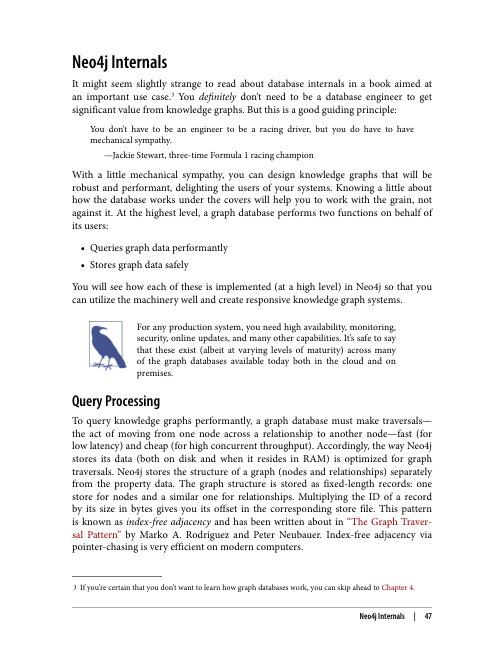 Neo4j Internals
It might seem slightly strange to read about database internals in a book aimed at
an important use case.3 You definitely don't need to be a database engineer to get
significant value from knowledge graphs. But this is a good guiding principle:
You don't have to be an engineer to be a racing driver, but you do have to have
mechanical sympathy.
—Jackie Stewart, three-time Formula 1 racing champion
With a little mechanical sympathy, you can design knowledge graphs that will be
robust and performant, delighting the users of your systems. Knowing a little about
how the database works under the covers will help you to work with the grain, not
against it. At the highest level, a graph database performs two functions on behalf of
its users:
• Queries graph data performantly
• Stores graph data safely
You will see how each of these is implemented (at a high level) in Neo4j so that you
can utilize the machinery well and create responsive knowledge graph systems.
For any production system, you need high availability, monitoring,
security, online updates, and many other capabilities. It's safe to say
that these exist (albeit at varying levels of maturity) across many
of the graph databases available today both in the cloud and on
premises.
Query Processing
To query knowledge graphs performantly, a graph database must make traversals—
the act of moving from one node across a relationship to another node—fast (for
low latency) and cheap (for high concurrent throughput). Accordingly, the way Neo4j
stores its data (both on disk and when it resides in RAM) is optimized for graph
traversals. Neo4j stores the structure of a graph (nodes and relationships) separately
from the property data. The graph structure is stored as fixed-length records: one
store for nodes and a similar one for relationships. Multiplying the ID of a record
by its size in bytes gives you its offset in the corresponding store file. This pattern
is known as index-free adjacency and has been written about in "The Graph Traver-
sal Pattern" by Marko A. Rodriguez and Peter Neubauer. Index-free adjacency via
pointer-chasing is very efficient on modern computers.
3 If you're certain that you don't want to learn how graph databases work, you can skip ahead to Chapter 4.
Neo4j Internals | 47